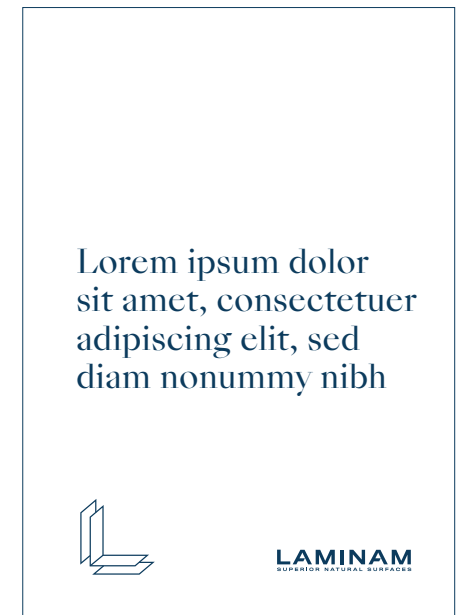 Lorem ipsum dolor
sit amet, consectetuer
adipiscing elit, sed
diam nonummy nibh
LAMINAM
SUPERIOR NATURAL SURFACES